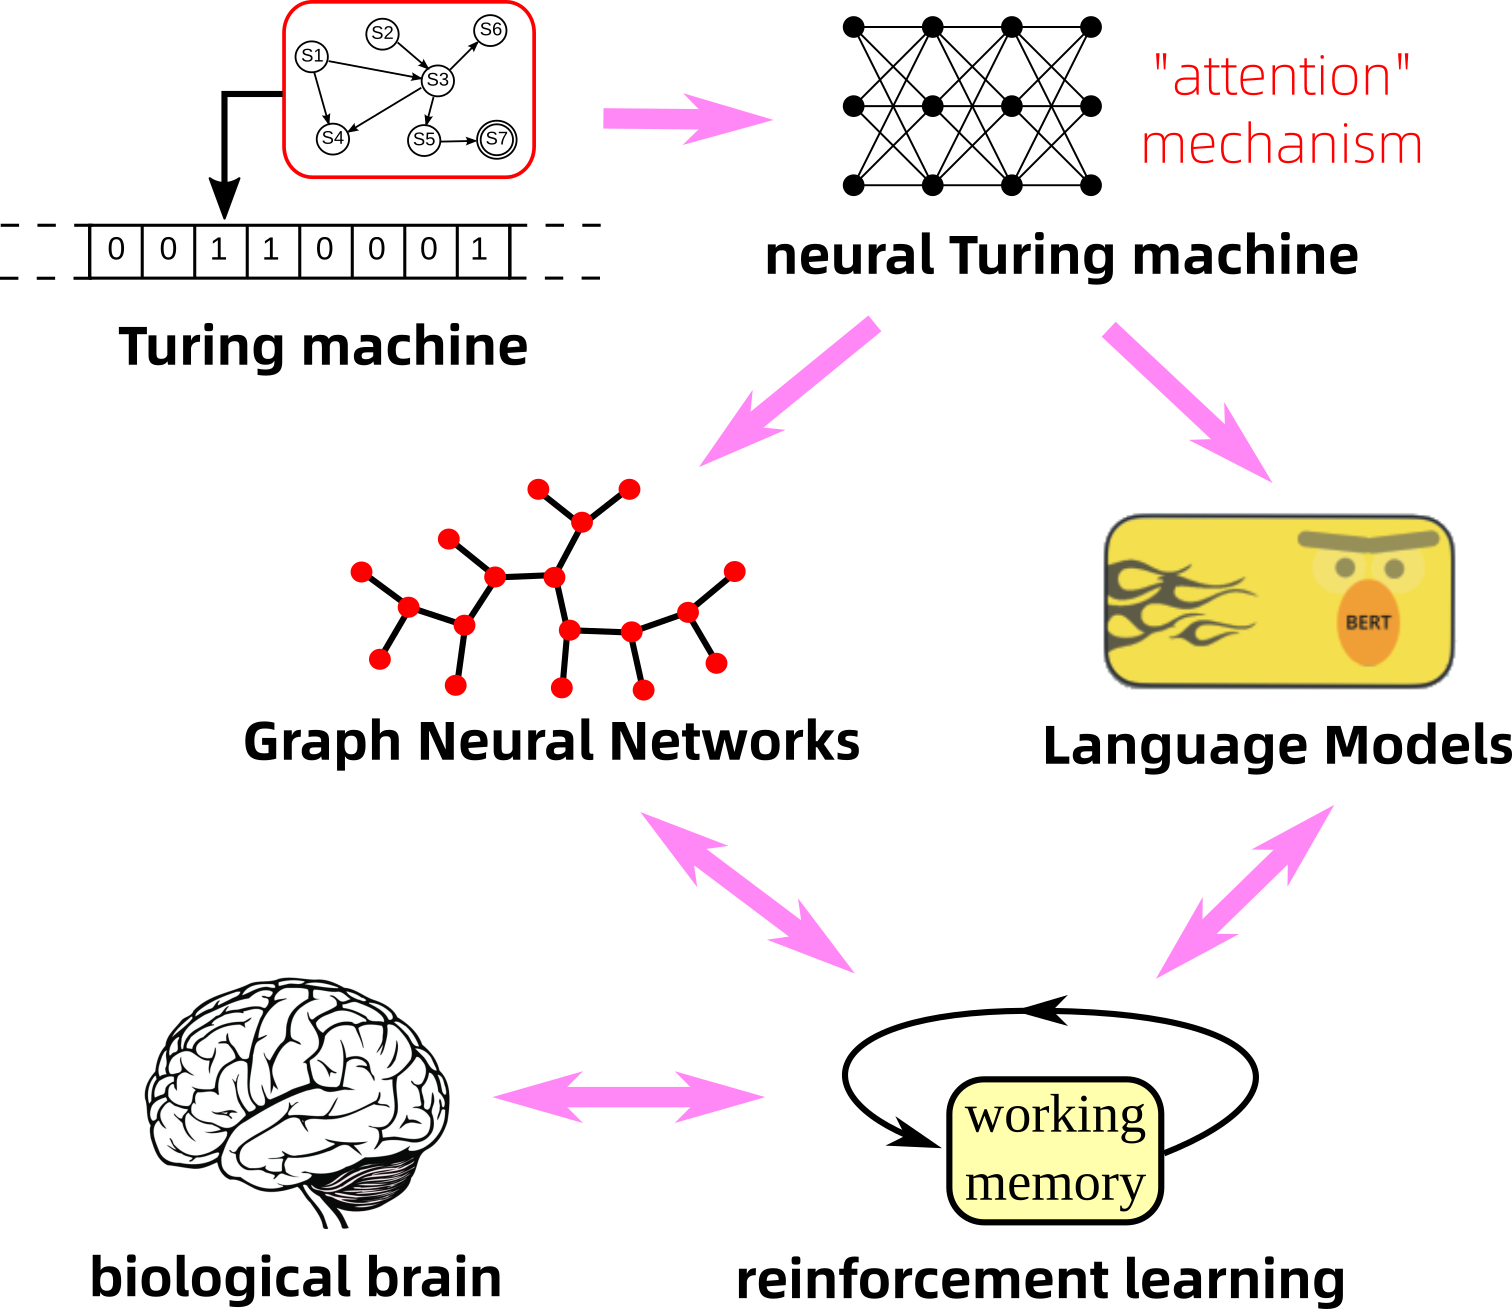 S1
S2
S6
S3
S4
S5
S7
0 0 1 1 0 0 0 1
Turing machine
"attention"
mechanism
neural Turing machine
Graph Neural Networks
BERT
Language Models
biological brain
working
memory
reinforcement learning